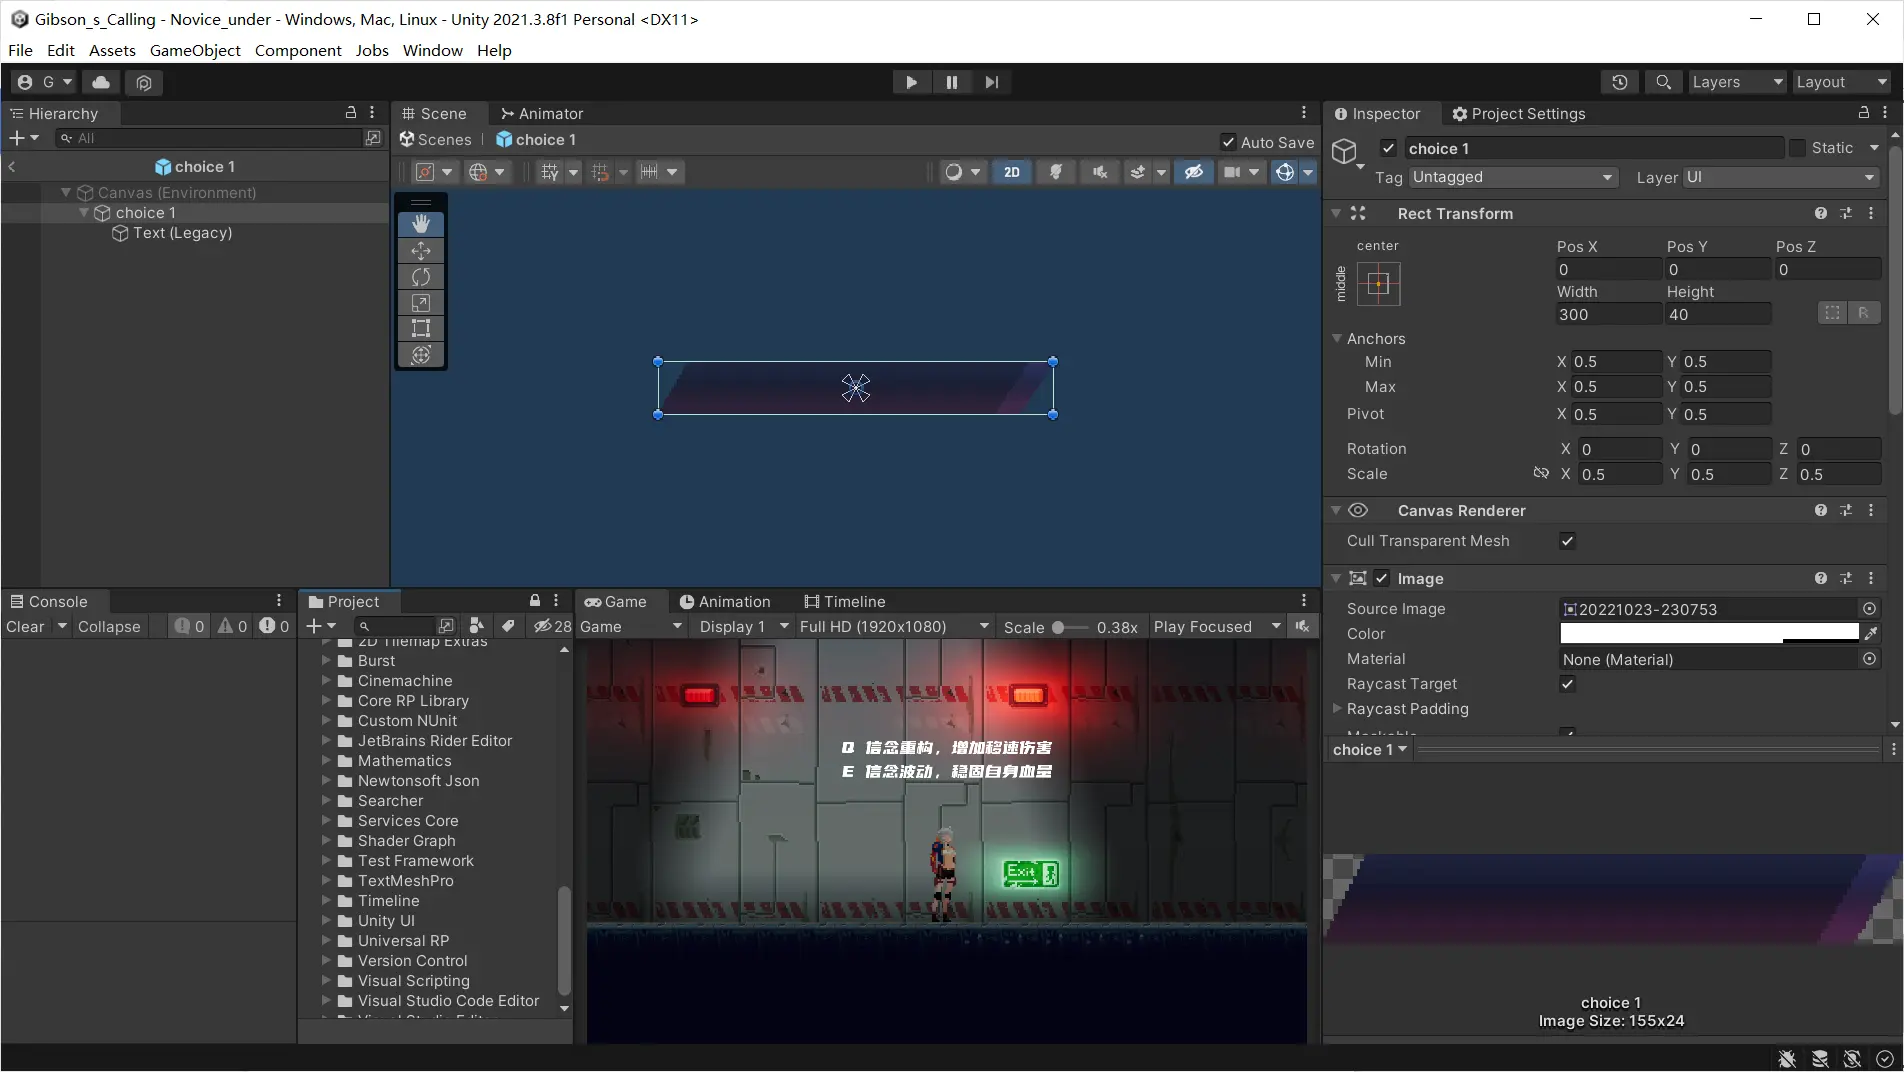 Gibson_s_Calling - Novice_under - Windows, Mac, Linux - Unity 2021.3.8f1 Personal <DX11>
File Edit Assets GameObject Component Jobs Window Help
G Layers Layout
Hierarchy
All
choice 1
Canvas (Environment)
choice 1
Text (Legacy)
Scene Animator
Scenes choice 1 Auto Save
2D
Inspector Project Settings
choice 1 Static
Tag Untagged Layer UI
Rect Transform
center
middle
Pos X Pos Y Pos Z
0 0 0
Width Height
300 40
R
Anchors
Min X 0.5 Y 0.5
Max X 0.5 Y 0.5
Pivot X 0.5 Y 0.5
Rotation X 0 Y 0 Z 0
Scale X 0.5 Y 0.5 Z 0.5
Canvas Renderer
Cull Transparent Mesh
Image
Source Image 20221023-230753
Color
Material None (Material)
Raycast Target
Raycast Padding
Maskable
choice 1
choice 1
Image Size: 155x24
Console
Clear Collapse 0 0 0
Project
28
2D Tilemap Extras
Burst
Cinemachine
Core RP Library
Custom NUnit
JetBrains Rider Editor
Mathematics
Newtonsoft Json
Searcher
Services Core
Shader Graph
Test Framework
TextMeshPro
Timeline
Unity UI
Universal RP
Version Control
Visual Scripting
Visual Studio Code Editor
Visual Studio Editor
Game Animation Timeline
Game Display 1 Full HD (1920x1080) Scale 0.38x Play Focused
Q 信念重构，增加移速伤害
E 信念波动，稳固自身血量
Exit